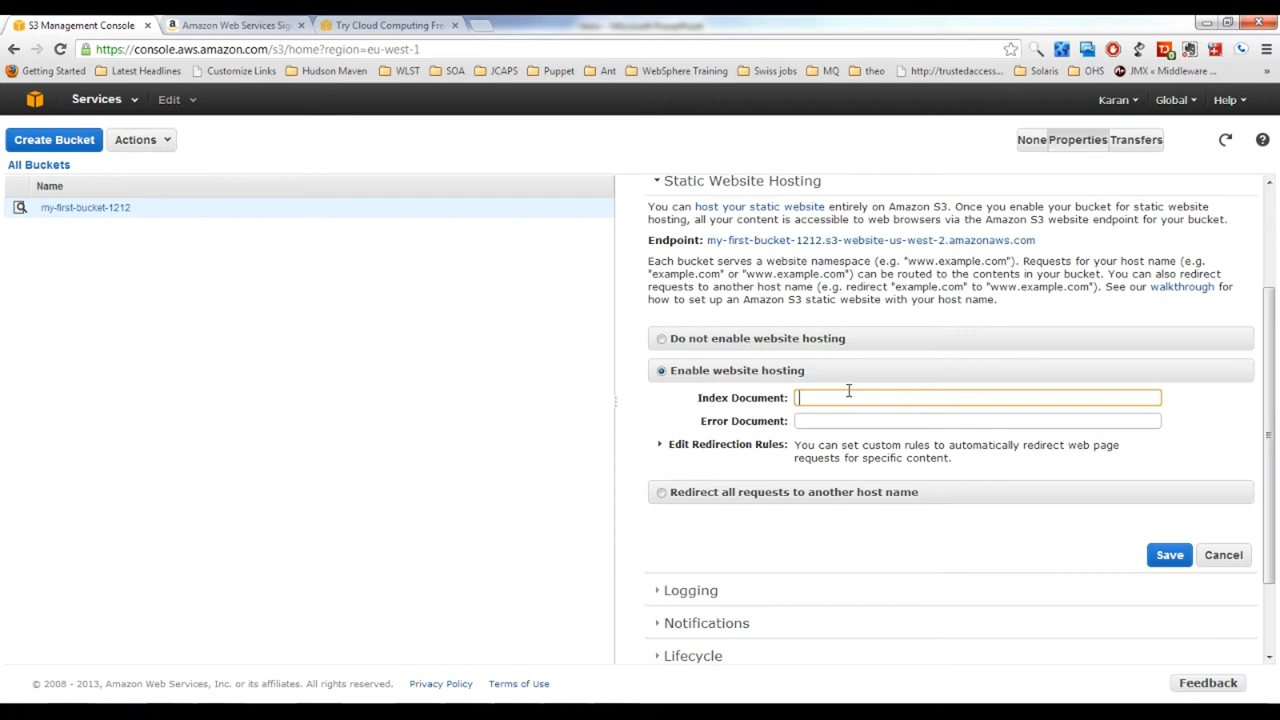 S3 Management Console
Amazon Web Services Sig
Try Cloud Computing Fre
https://console.aws.amazon.com/s3/home?region=eu-west-1
Getting Started
Latest Headlines
Customize Links
Hudson Maven
WLST
SOA
JCAPS
Puppet
Ant
WebSphere Training
Swiss jobs
MQ
theo
http://trustedaccess...
Solaris
OHS
JMX « Middleware ...
»
Services
Edit
Karan
Global
Help
Create Bucket
Actions
None
Properties
Transfers
All Buckets
Name
my-first-bucket-1212
Static Website Hosting
You can host your static website entirely on Amazon S3. Once you enable your bucket for static website
hosting, all your content is accessible to web browsers via the Amazon S3 website endpoint for your bucket.
Endpoint: my-first-bucket-1212.s3-website-us-west-2.amazonaws.com
Each bucket serves a website namespace (e.g. "www.example.com"). Requests for your host name (e.g.
"example.com" or "www.example.com") can be routed to the contents in your bucket. You can also redirect
requests to another host name (e.g. redirect "example.com" to "www.example.com"). See our walkthrough for
how to set up an Amazon S3 static website with your host name.
Do not enable website hosting
Enable website hosting
Index Document:
Error Document:
Edit Redirection Rules: You can set custom rules to automatically redirect web page
requests for specific content.
Redirect all requests to another host name
Save
Cancel
Logging
Notifications
Lifecycle
© 2008 - 2013, Amazon Web Services, Inc. or its affiliates. All rights reserved.
Privacy Policy
Terms of Use
Feedback